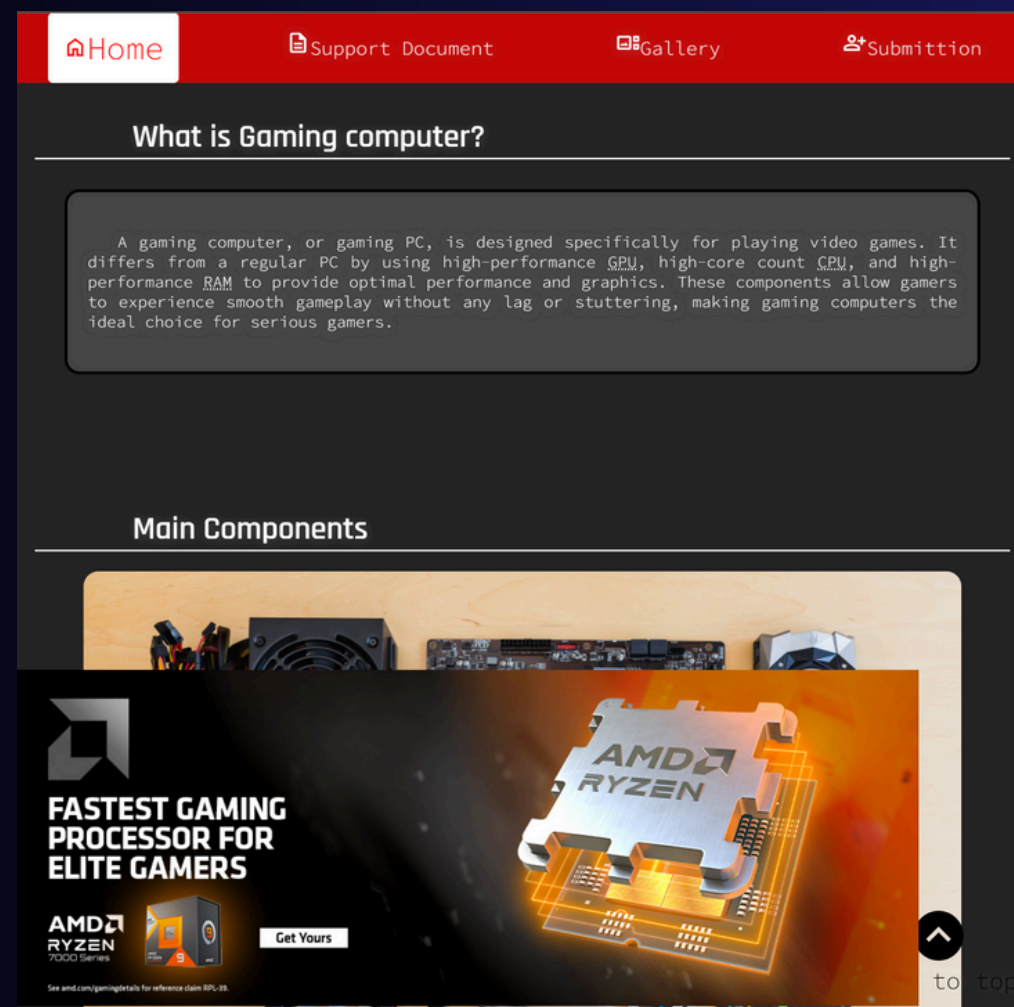 Home
Support Document
Gallery
Submittion
What is Gaming computer?
A gaming computer, or gaming PC, is designed specifically for playing video games. It
differs from a regular PC by using high-performance GPU, high-core count CPU, and high-
performance RAM to provide optimal performance and graphics. These components allow gamers
to experience smooth gameplay without any lag or stuttering, making gaming computers the
ideal choice for serious gamers.
Main Components
AMD
RYZEN
FASTEST GAMING
PROCESSOR FOR
ELITE GAMERS
AMD
RYZEN
7000 Series
9
Get Yours
See amd.com/gamingdetails for reference claim RPL-39.
to top